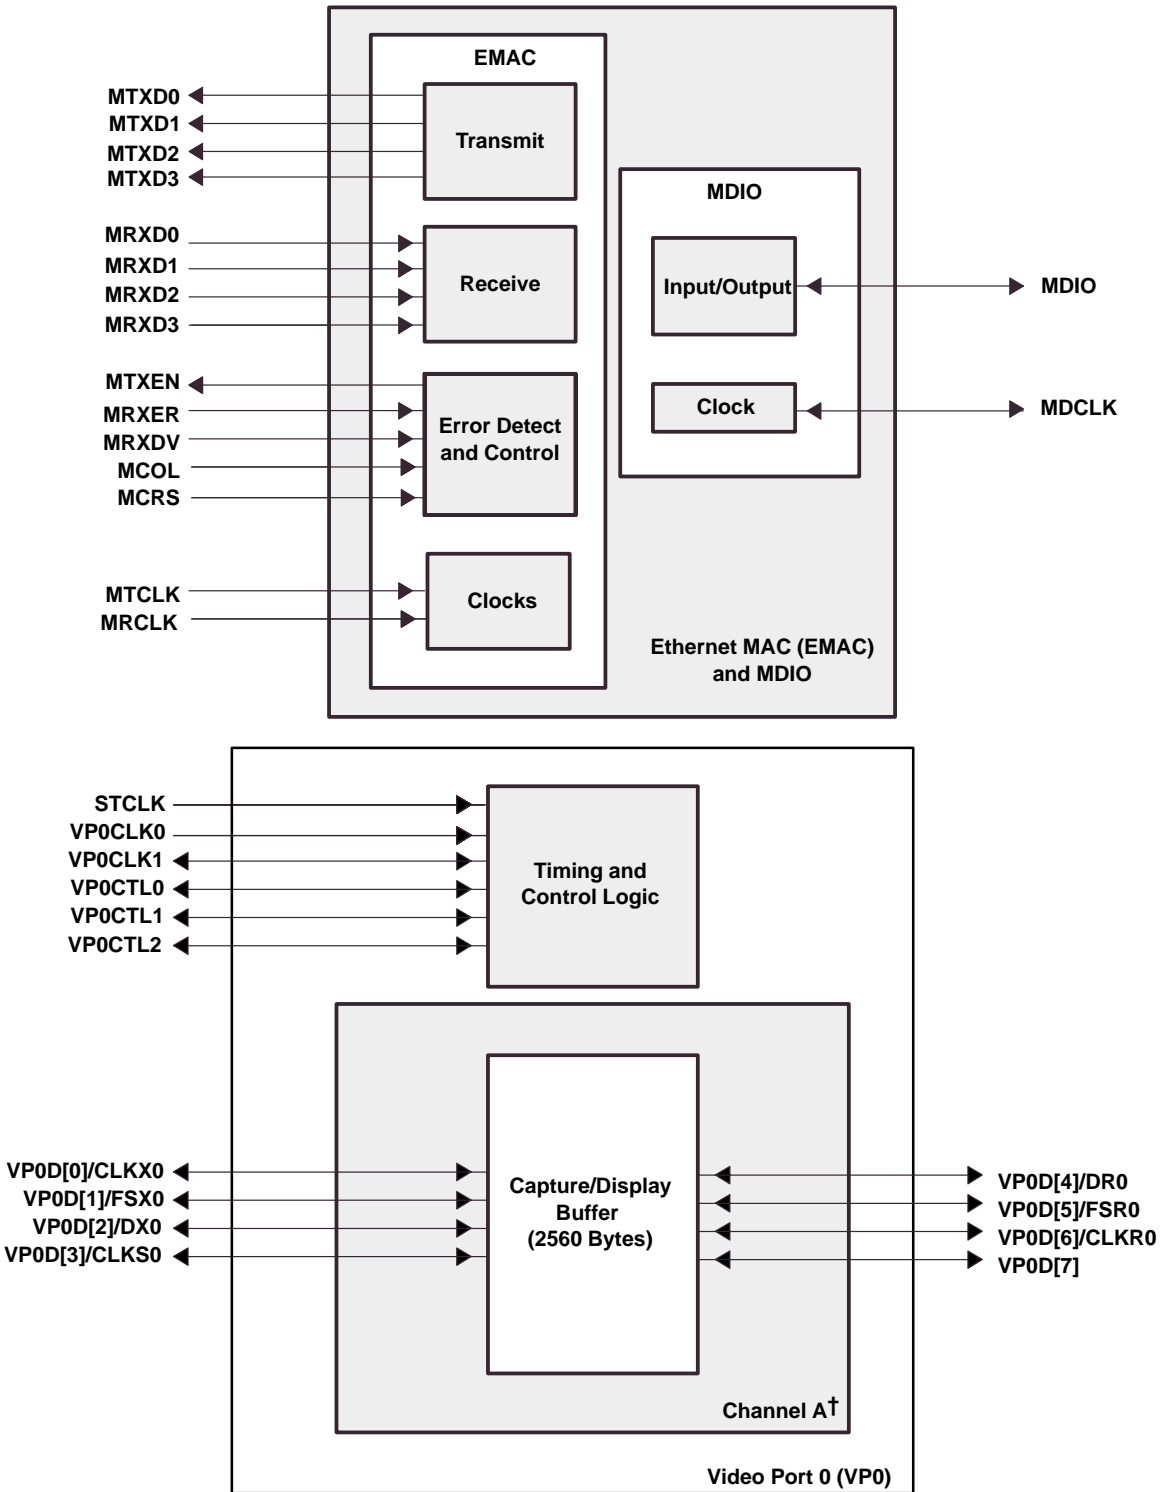 EMAC
MTXD0
MTXD1
MTXD2
MTXD3
Transmit
MRXD0
MRXD1
MRXD2
MRXD3
Receive
MTXEN
MRXER
MRXDV
MCOL
MCRS
Error Detect
and Control
MTCLK
MRCLK
Clocks
MDIO
Input/Output
MDIO
Clock
MDCLK
Ethernet MAC (EMAC)
and MDIO
STCLK
VP0CLK0
VP0CLK1
VP0CTL0
VP0CTL1
VP0CTL2
Timing and
Control Logic
VP0D[0]/CLKX0
VP0D[1]/FSX0
VP0D[2]/DX0
VP0D[3]/CLKS0
Capture/Display
Buffer
(2560 Bytes)
VP0D[4]/DR0
VP0D[5]/FSR0
VP0D[6]/CLKR0
VP0D[7]
Channel A†
Video Port 0 (VP0)